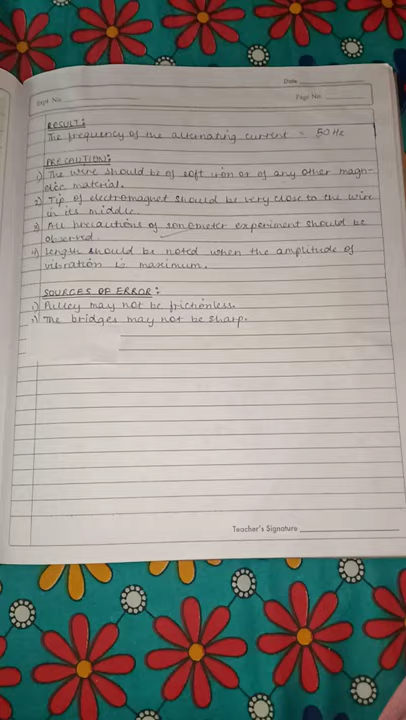 Date
Expt. No.
Page No.
RESULT:
The frequency of the alternating current = 50 Hz
PRECAUTION:
1) The wire should be of soft iron or of any other magn-
etic material.
2) Tip of electromagnet should be very close to the wire
in its middle.
3) All precautions of sonometer experiment should be
observed.
4) Length should be noted when the amplitude of
vibration is maximum.
SOURCES OF ERROR:
1) Pulley may not be frictionless.
2) The bridges may not be sharp.
Teacher's Signature